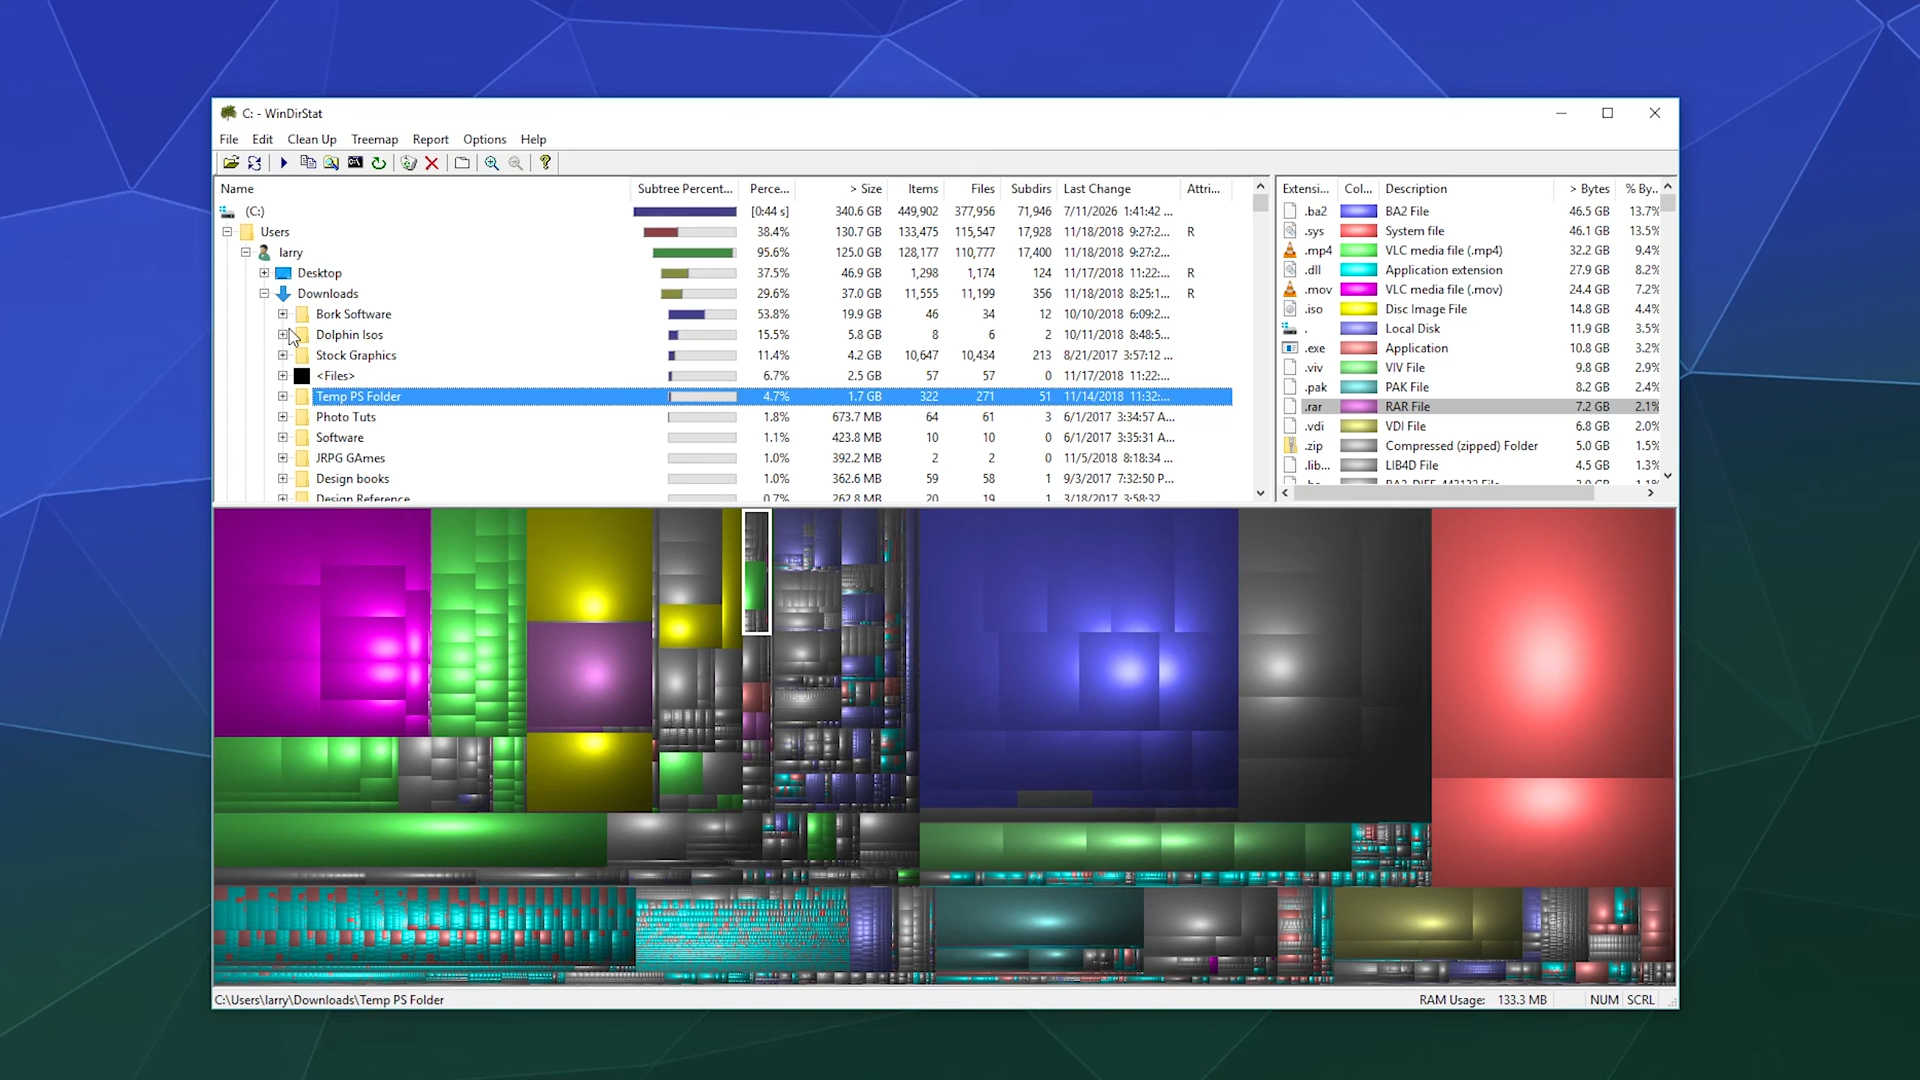 C: - WinDirStat
File Edit Clean Up Treemap Report Options Help
Name Subtree Percent... Perce... > Size Items Files Subdirs Last Change Attri...
(C:) [0:44 s] 340.6 GB 449,902 377,956 71,946 7/11/2026 1:41:42 ...
Users 38.4% 130.7 GB 133,475 115,547 17,928 11/18/2018 9:27:2... R
larry 95.6% 125.0 GB 128,177 110,777 17,400 11/18/2018 9:27:2...
Desktop 37.5% 46.9 GB 1,298 1,174 124 11/17/2018 11:22:... R
Downloads 29.6% 37.0 GB 11,555 11,199 356 11/18/2018 8:25:1... R
Bork Software 53.8% 19.9 GB 46 34 12 10/10/2018 6:09:2...
Dolphin Isos 15.5% 5.8 GB 8 6 2 10/11/2018 8:48:5...
Stock Graphics 11.4% 4.2 GB 10,647 10,434 213 8/21/2017 3:57:12 ...
<Files> 6.7% 2.5 GB 57 57 0 11/17/2018 11:22:...
Temp PS Folder 4.7% 1.7 GB 322 271 51 11/14/2018 11:32:...
Photo Tuts 1.8% 673.7 MB 64 61 3 6/1/2017 3:34:57 A...
Software 1.1% 423.8 MB 10 10 0 6/1/2017 3:35:31 A...
JRPG GAmes 1.0% 392.2 MB 2 2 0 11/5/2018 8:18:34 ...
Design books 1.0% 362.6 MB 59 58 1 9/3/2017 7:32:50 P...
Design Reference 0.7% 262.8 MB 20 19 1 3/18/2017 3:58:32
Extensi... Col... Description > Bytes % By...
.ba2 BA2 File 46.5 GB 13.7%
.sys System file 46.1 GB 13.5%
.mp4 VLC media file (.mp4) 32.2 GB 9.4%
.dll Application extension 27.9 GB 8.2%
.mov VLC media file (.mov) 24.4 GB 7.2%
.iso Disc Image File 14.8 GB 4.4%
. Local Disk 11.9 GB 3.5%
.exe Application 10.8 GB 3.2%
.viv VIV File 9.8 GB 2.9%
.pak PAK File 8.2 GB 2.4%
.rar RAR File 7.2 GB 2.1%
.vdi VDI File 6.8 GB 2.0%
.zip Compressed (zipped) Folder 5.0 GB 1.5%
.lib... LIB4D File 4.5 GB 1.3%
C:\Users\larry\Downloads\Temp PS Folder
RAM Usage: 133.3 MB NUM SCRL